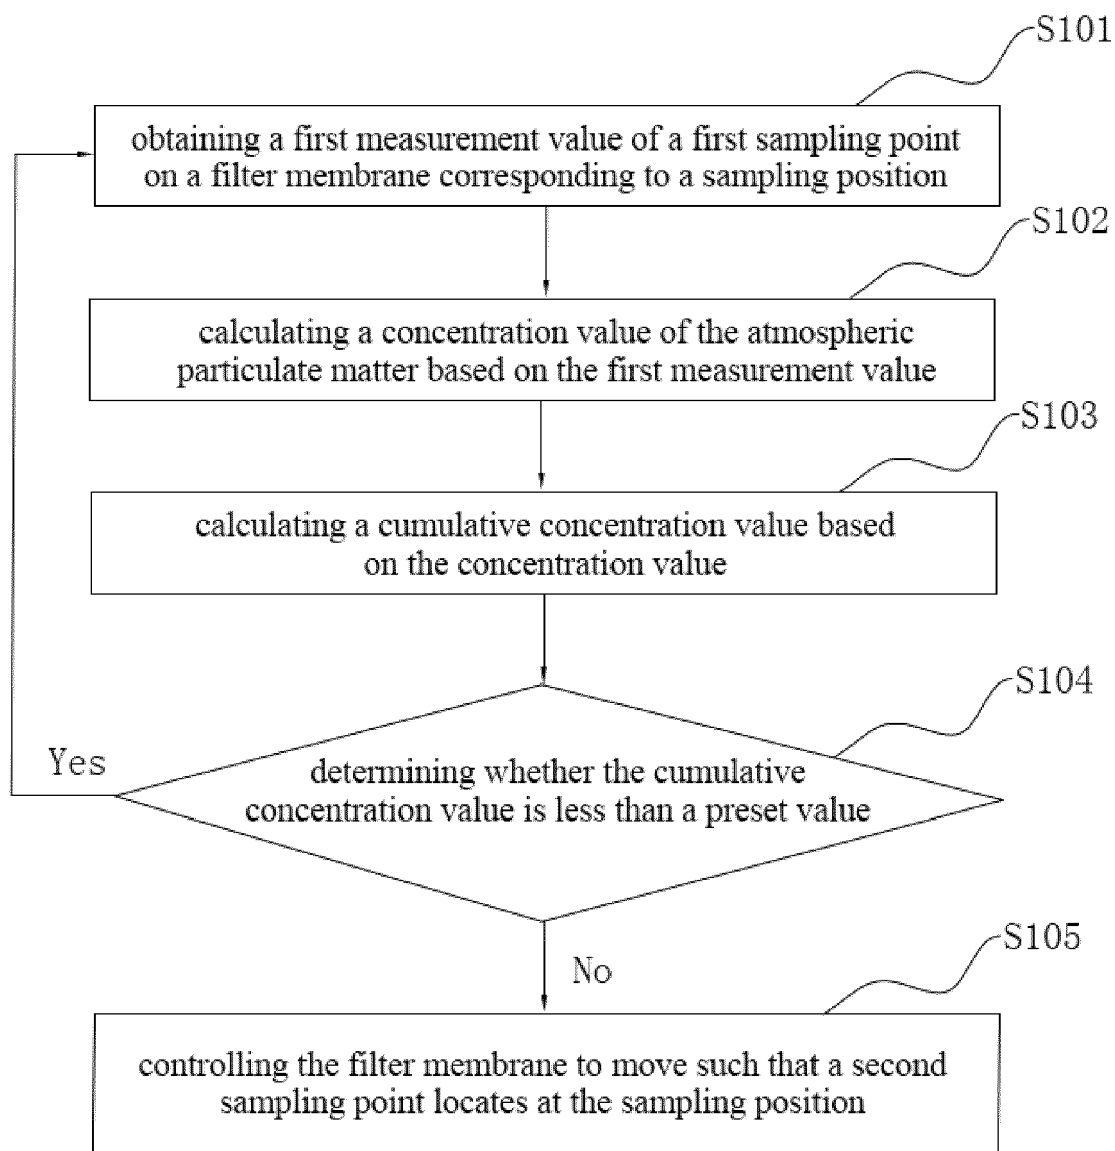 S101
obtaining a first measurement value of a first sampling point
on a filter membrane corresponding to a sampling position
S102
calculating a concentration value of the atmospheric
particulate matter based on the first measurement value
S103
calculating a cumulative concentration value based
on the concentration value
S104
Yes
determining whether the cumulative
concentration value is less than a preset value
S105
No
controlling the filter membrane to move such that a second
sampling point locates at the sampling position